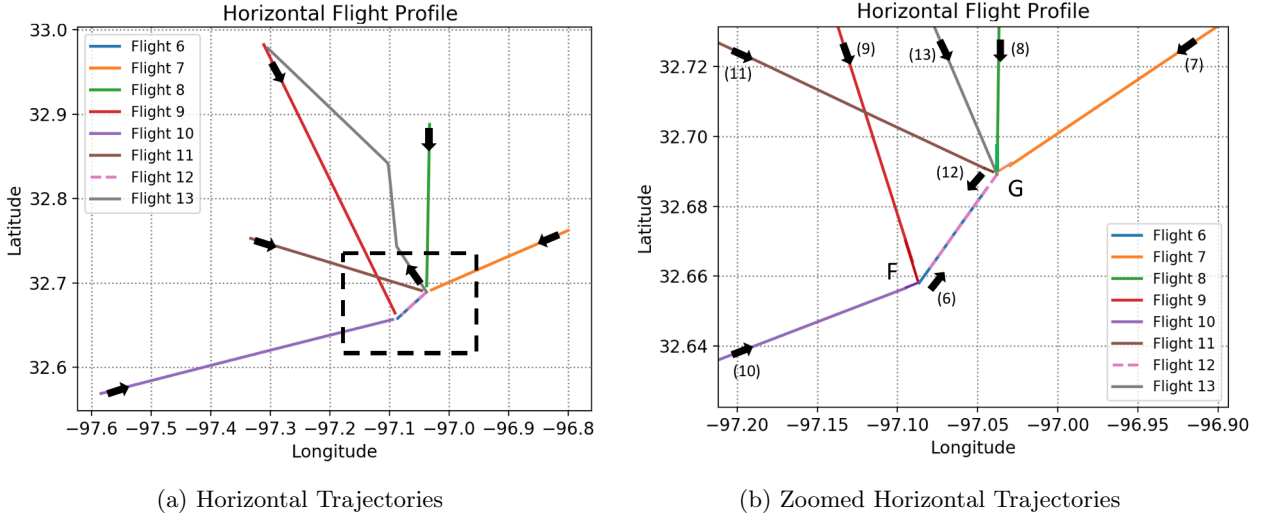 Horizontal Flight Profile
33.0
32.9
32.8
32.7
32.6
Latitude
Flight 6
Flight 7
Flight 8
Flight 9
Flight 10
Flight 11
Flight 12
Flight 13
−97.6 −97.5 −97.4 −97.3 −97.2 −97.1 −97.0 −96.9 −96.8
Longitude
(a) Horizontal Trajectories
Horizontal Flight Profile
32.72
32.70
32.68
32.66
32.64
Latitude
(11)
(9)
(13)
(8)
(7)
(12)
G
F
(6)
(10)
Flight 6
Flight 7
Flight 8
Flight 9
Flight 10
Flight 11
Flight 12
Flight 13
−97.20 −97.15 −97.10 −97.05 −97.00 −96.95 −96.90
Longitude
(b) Zoomed Horizontal Trajectories